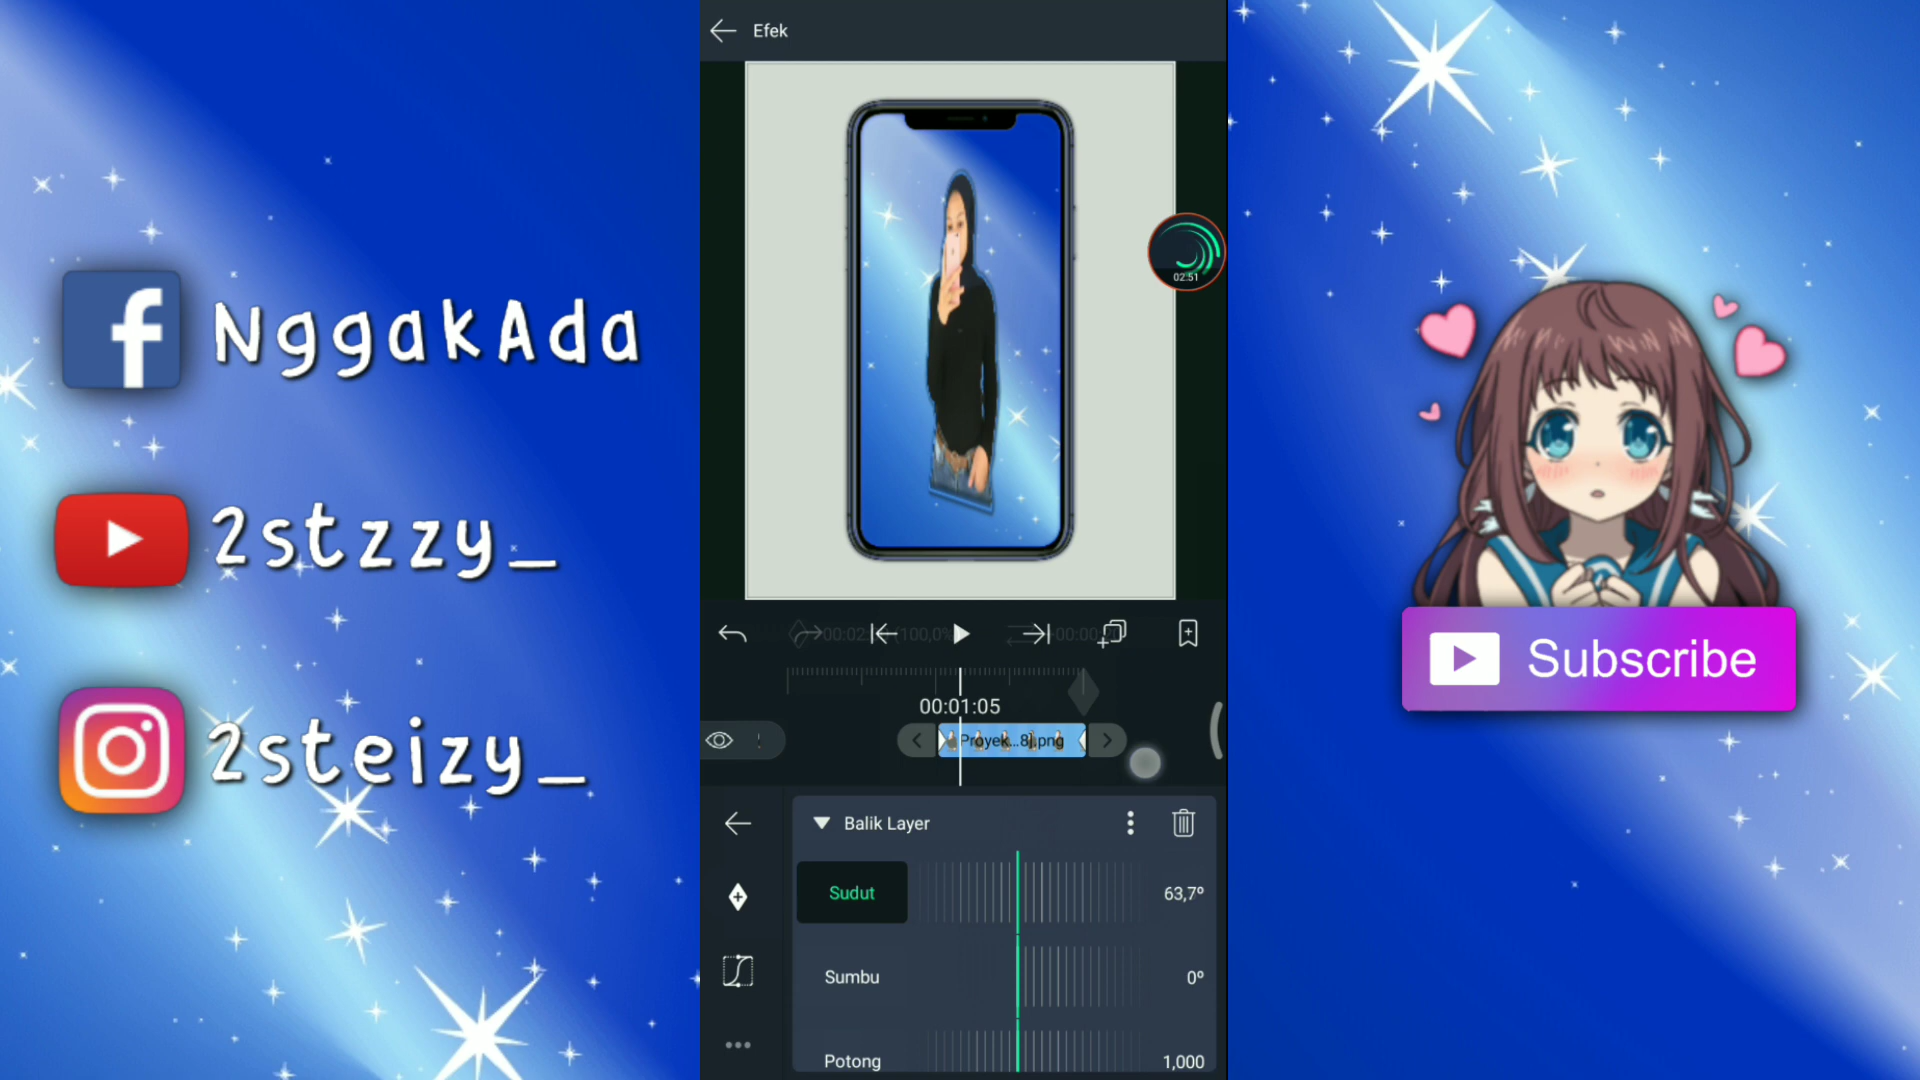 Efek
NggakAda
02:51
2stzzy_
Subscribe
00:01:05
Proyek...8).png
2steizy_
Balik Layer
Sudut
63,7°
Sumbu
0°
Potong
1,000